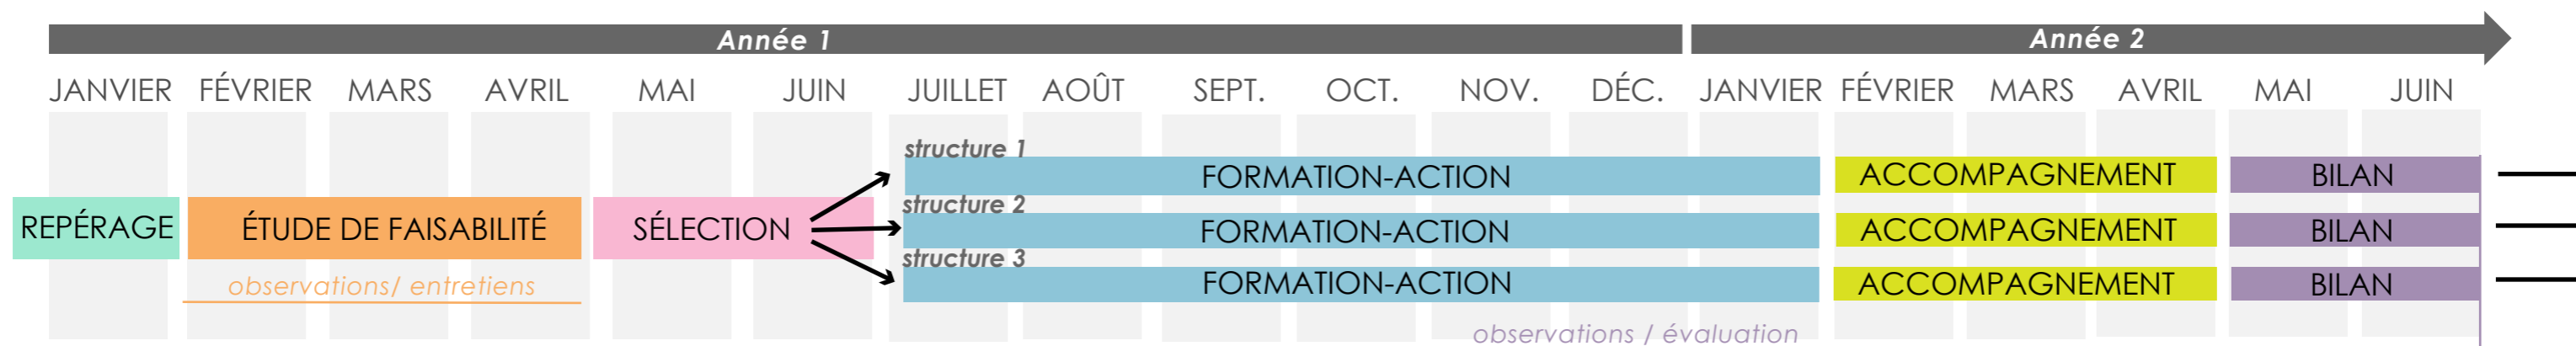 Année 1
Année 2
JANVIER FÉVRIER MARS AVRIL MAI JUIN JUILLET AOÛT SEPT. OCT. NOV. DÉC. JANVIER FÉVRIER MARS AVRIL MAI JUIN
structure 1
FORMATION-ACTION ACCOMPAGNEMENT BILAN
REPÉRAGE ÉTUDE DE FAISABILITÉ SÉLECTION
structure 2
FORMATION-ACTION ACCOMPAGNEMENT BILAN
structure 3
FORMATION-ACTION ACCOMPAGNEMENT BILAN
observations/ entretiens
observations / évaluation